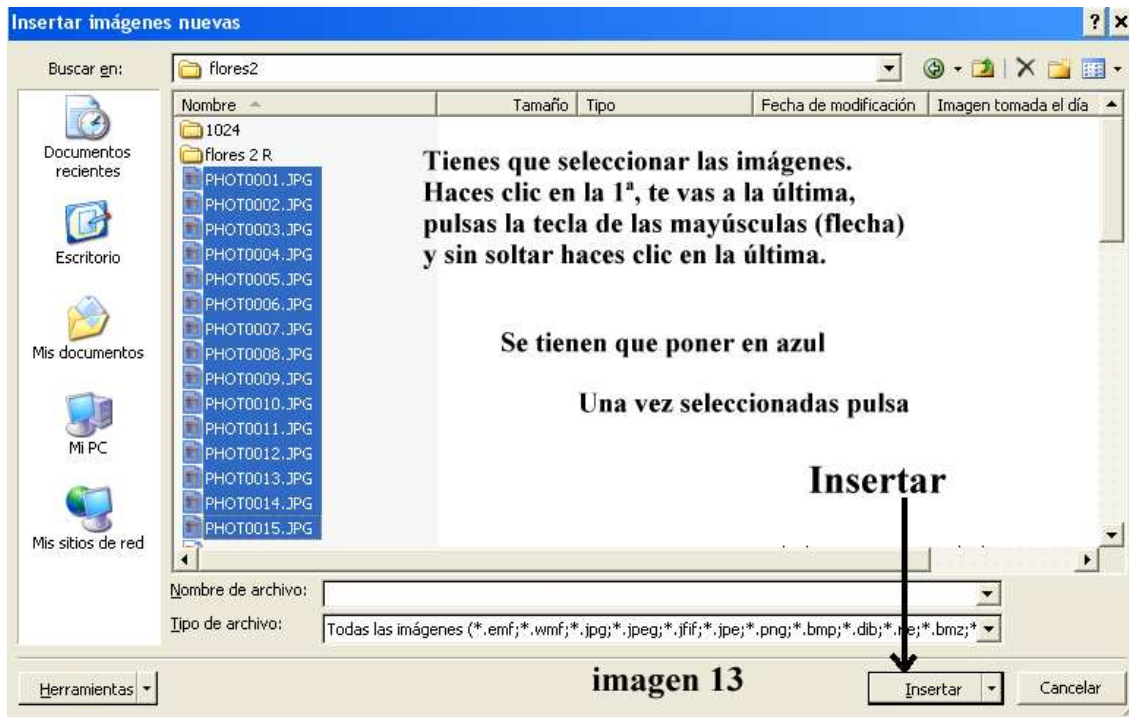 Insertar imágenes nuevas
Buscar en:
flores2
Nombre
Tamaño
Tipo
Fecha de modificación
Imagen tomada el día
Documentos
recientes
Escritorio
Mis documentos
Mi PC
Mis sitios de red
1024
flores 2 R
PHOT0001.JPG
PHOT0002.JPG
PHOT0003.JPG
PHOT0004.JPG
PHOT0005.JPG
PHOT0006.JPG
PHOT0007.JPG
PHOT0008.JPG
PHOT0009.JPG
PHOT0010.JPG
PHOT0011.JPG
PHOT0012.JPG
PHOT0013.JPG
PHOT0014.JPG
PHOT0015.JPG
Tienes que seleccionar las imágenes.
Haces clic en la 1ª, te vas a la última,
pulsas la tecla de las mayúsculas (flecha)
y sin soltar haces clic en la última.
Se tienen que poner en azul
Una vez seleccionadas pulsa
Insertar
Nombre de archivo:
Tipo de archivo:
Todas las imágenes (*.emf;*.wmf;*.jpg;*.jpeg;*.jfif;*.jpe;*.png;*.bmp;*.dib;*.rle;*.bmz;*
Herramientas
imagen 13
Insertar
Cancelar